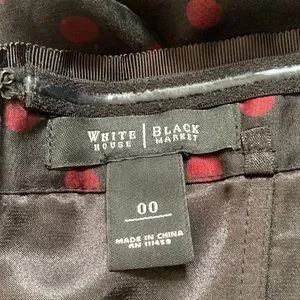 WHITE | BLACK
HOUSE | MARKET
00
MADE IN CHINA
RN 111459